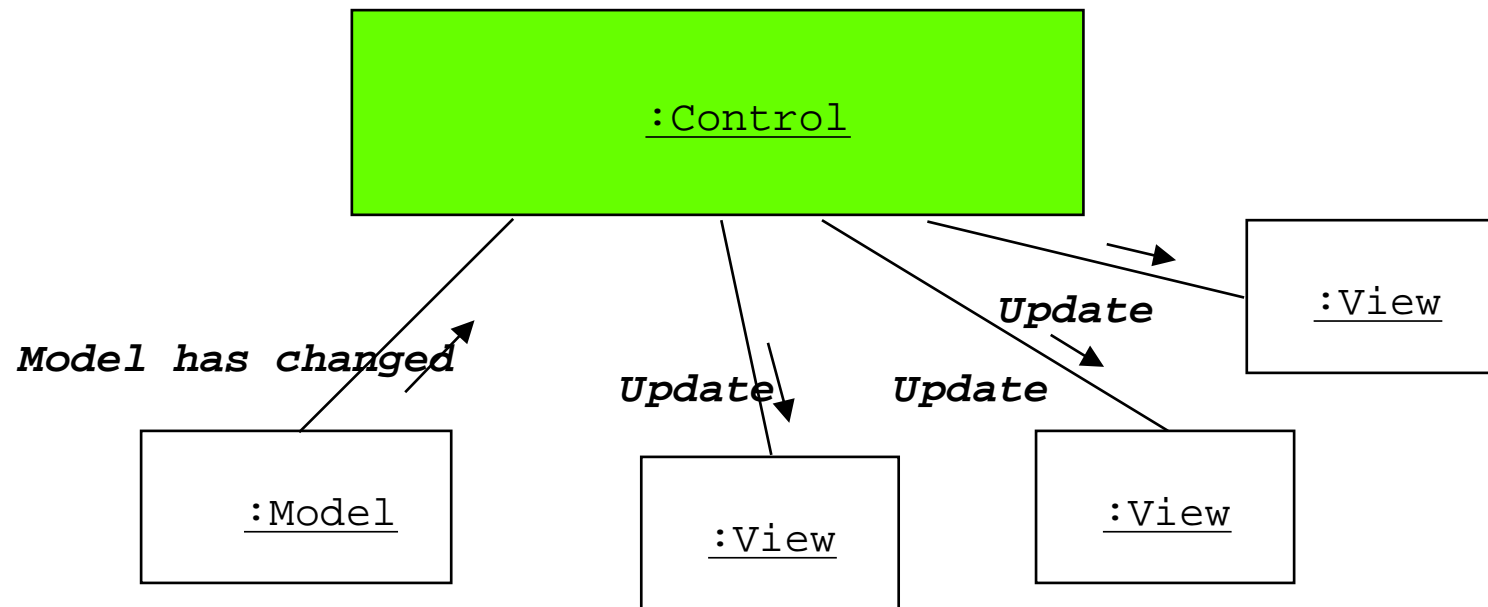 :Control
:View
Update
Model has changed
Update
Update
:Model
:View
:View